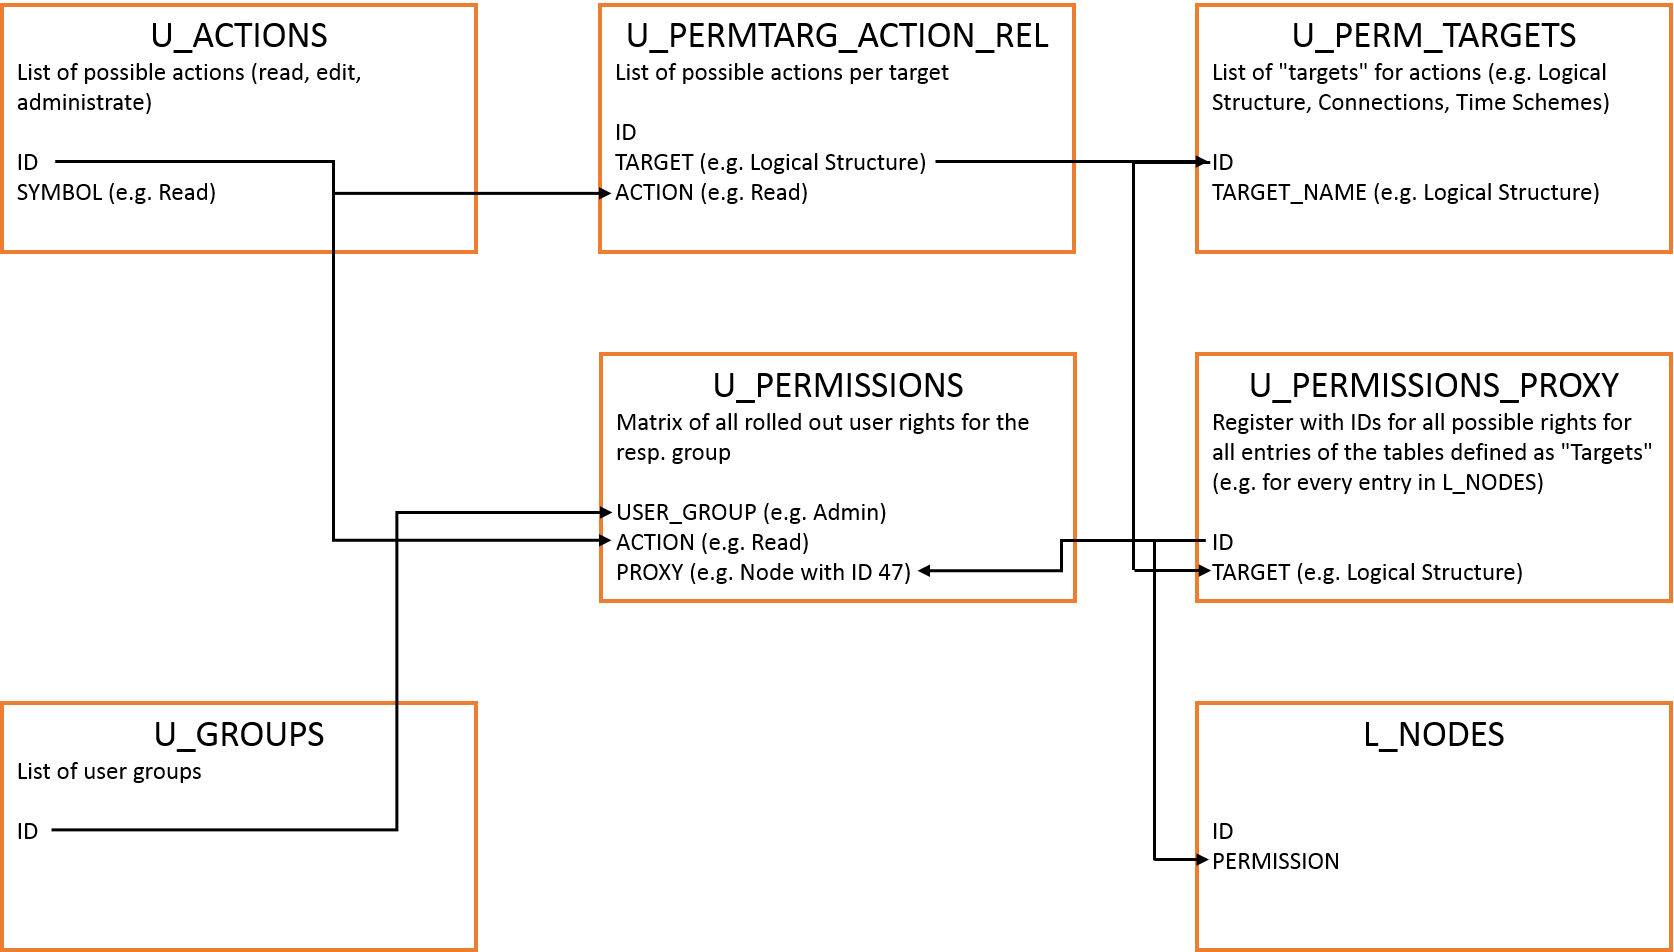 U_ACTIONS
List of possible actions (read, edit,
administrate)
ID
SYMBOL (e.g. Read)
U_PERMTARG_ACTION_REL
List of possible actions per target
ID
TARGET (e.g. Logical Structure)
ACTION (e.g. Read)
U_PERM_TARGETS
List of "targets" for actions (e.g. Logical
Structure, Connections, Time Schemes)
ID
TARGET_NAME (e.g. Logical Structure)
U_PERMISSIONS
Matrix of all rolled out user rights for the
resp. group
USER_GROUP (e.g. Admin)
ACTION (e.g. Read)
PROXY (e.g. Node with ID 47)
U_PERMISSIONS_PROXY
Register with IDs for all possible rights for
all entries of the tables defined as "Targets"
(e.g. for every entry in L_NODES)
ID
TARGET (e.g. Logical Structure)
U_GROUPS
List of user groups
ID
L_NODES
ID
PERMISSION